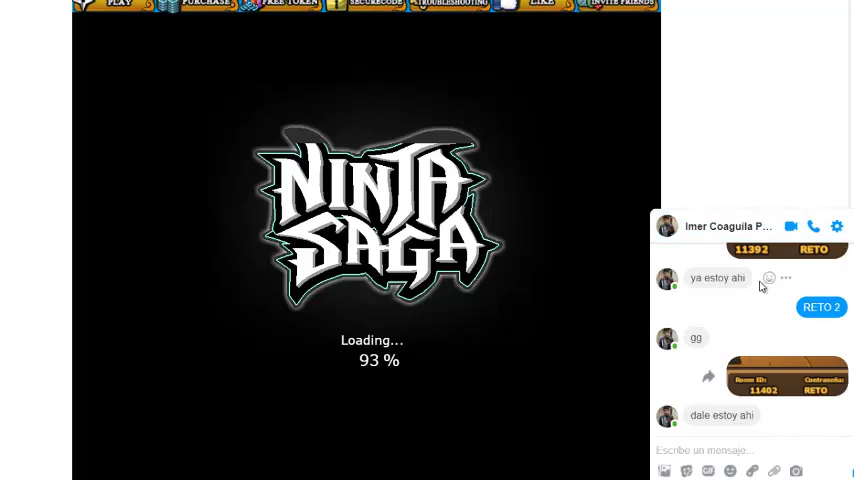 PLAY PURCHASE FREE TOKEN SECURECODE TROUBLESHOOTING LIKE INVITE FRIENDS
NINJA
SAGA
Loading...
93 %
Imer Coaguila P...
11392 RETO
ya estoy ahi
RETO 2
gg
Room ID: Contraseña:
11402 RETO
dale estoy ahi
Escribe un mensaje...
GIF